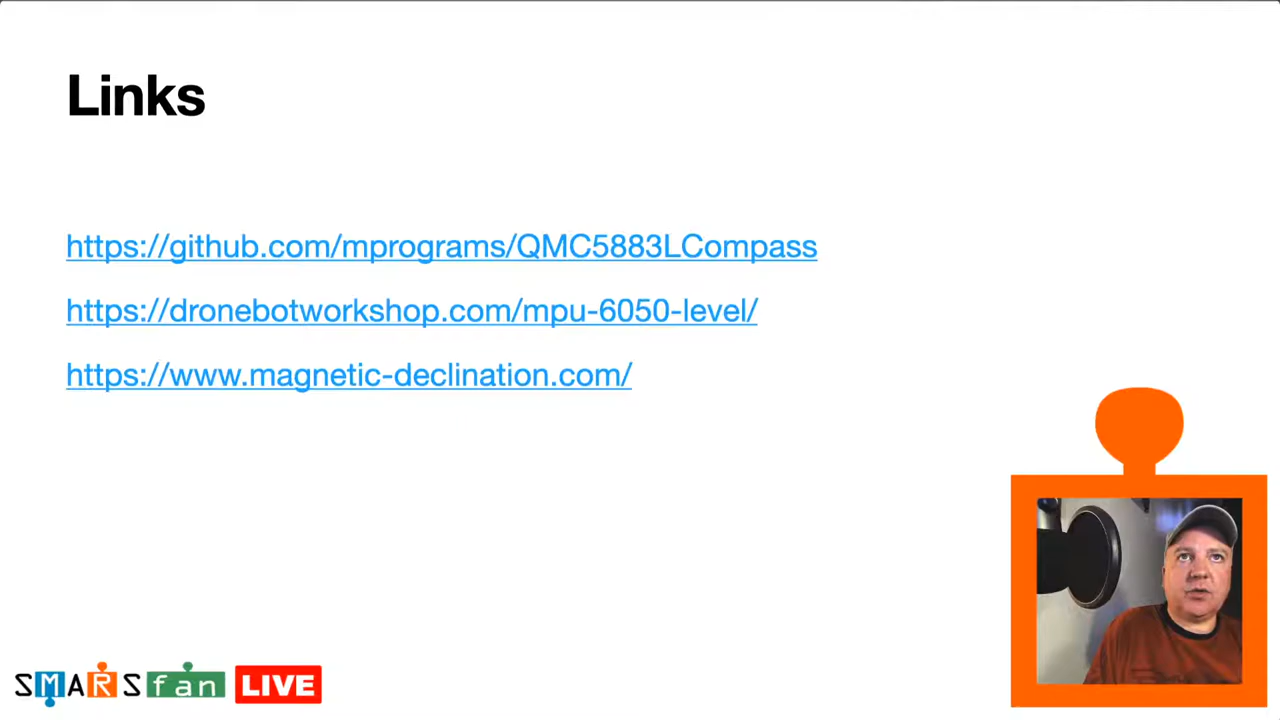 Links
https://github.com/mprograms/QMC5883LCompass
https://dronebotworkshop.com/mpu-6050-level/
https://www.magnetic-declination.com/
SMARSfan LIVE